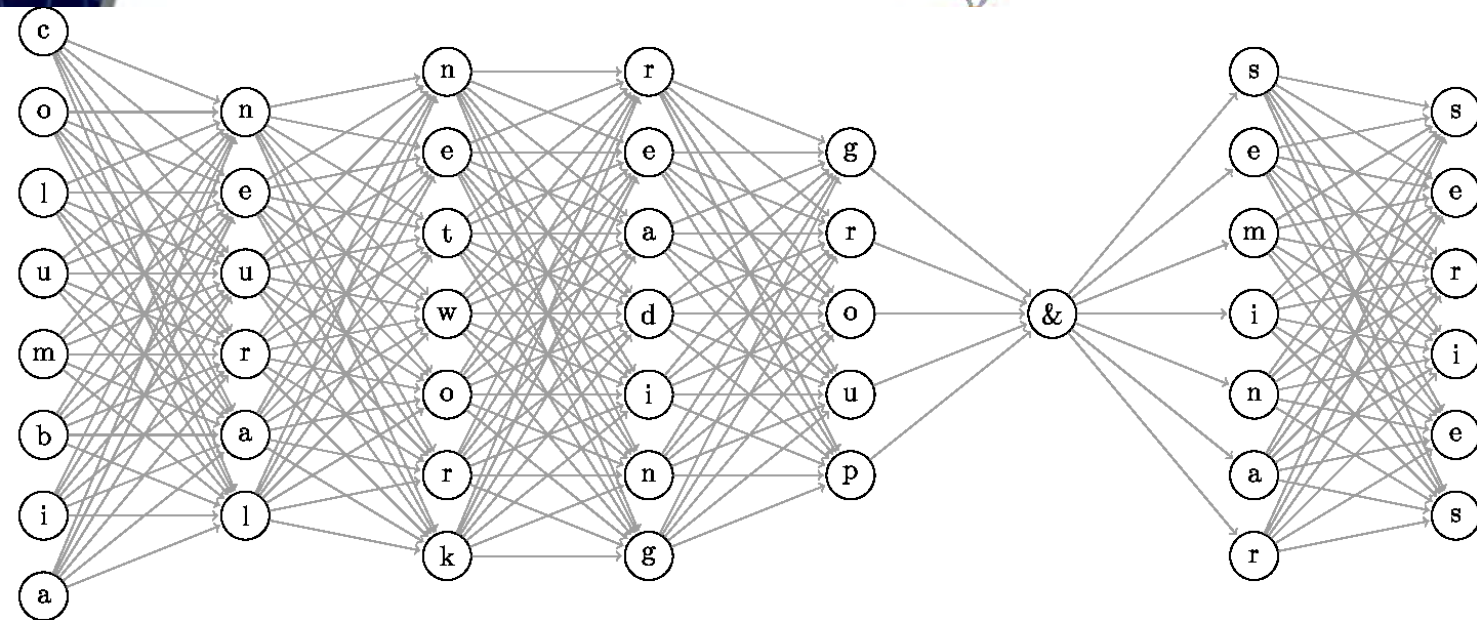 columbia
neural
network
reading
group
&
seminar
series